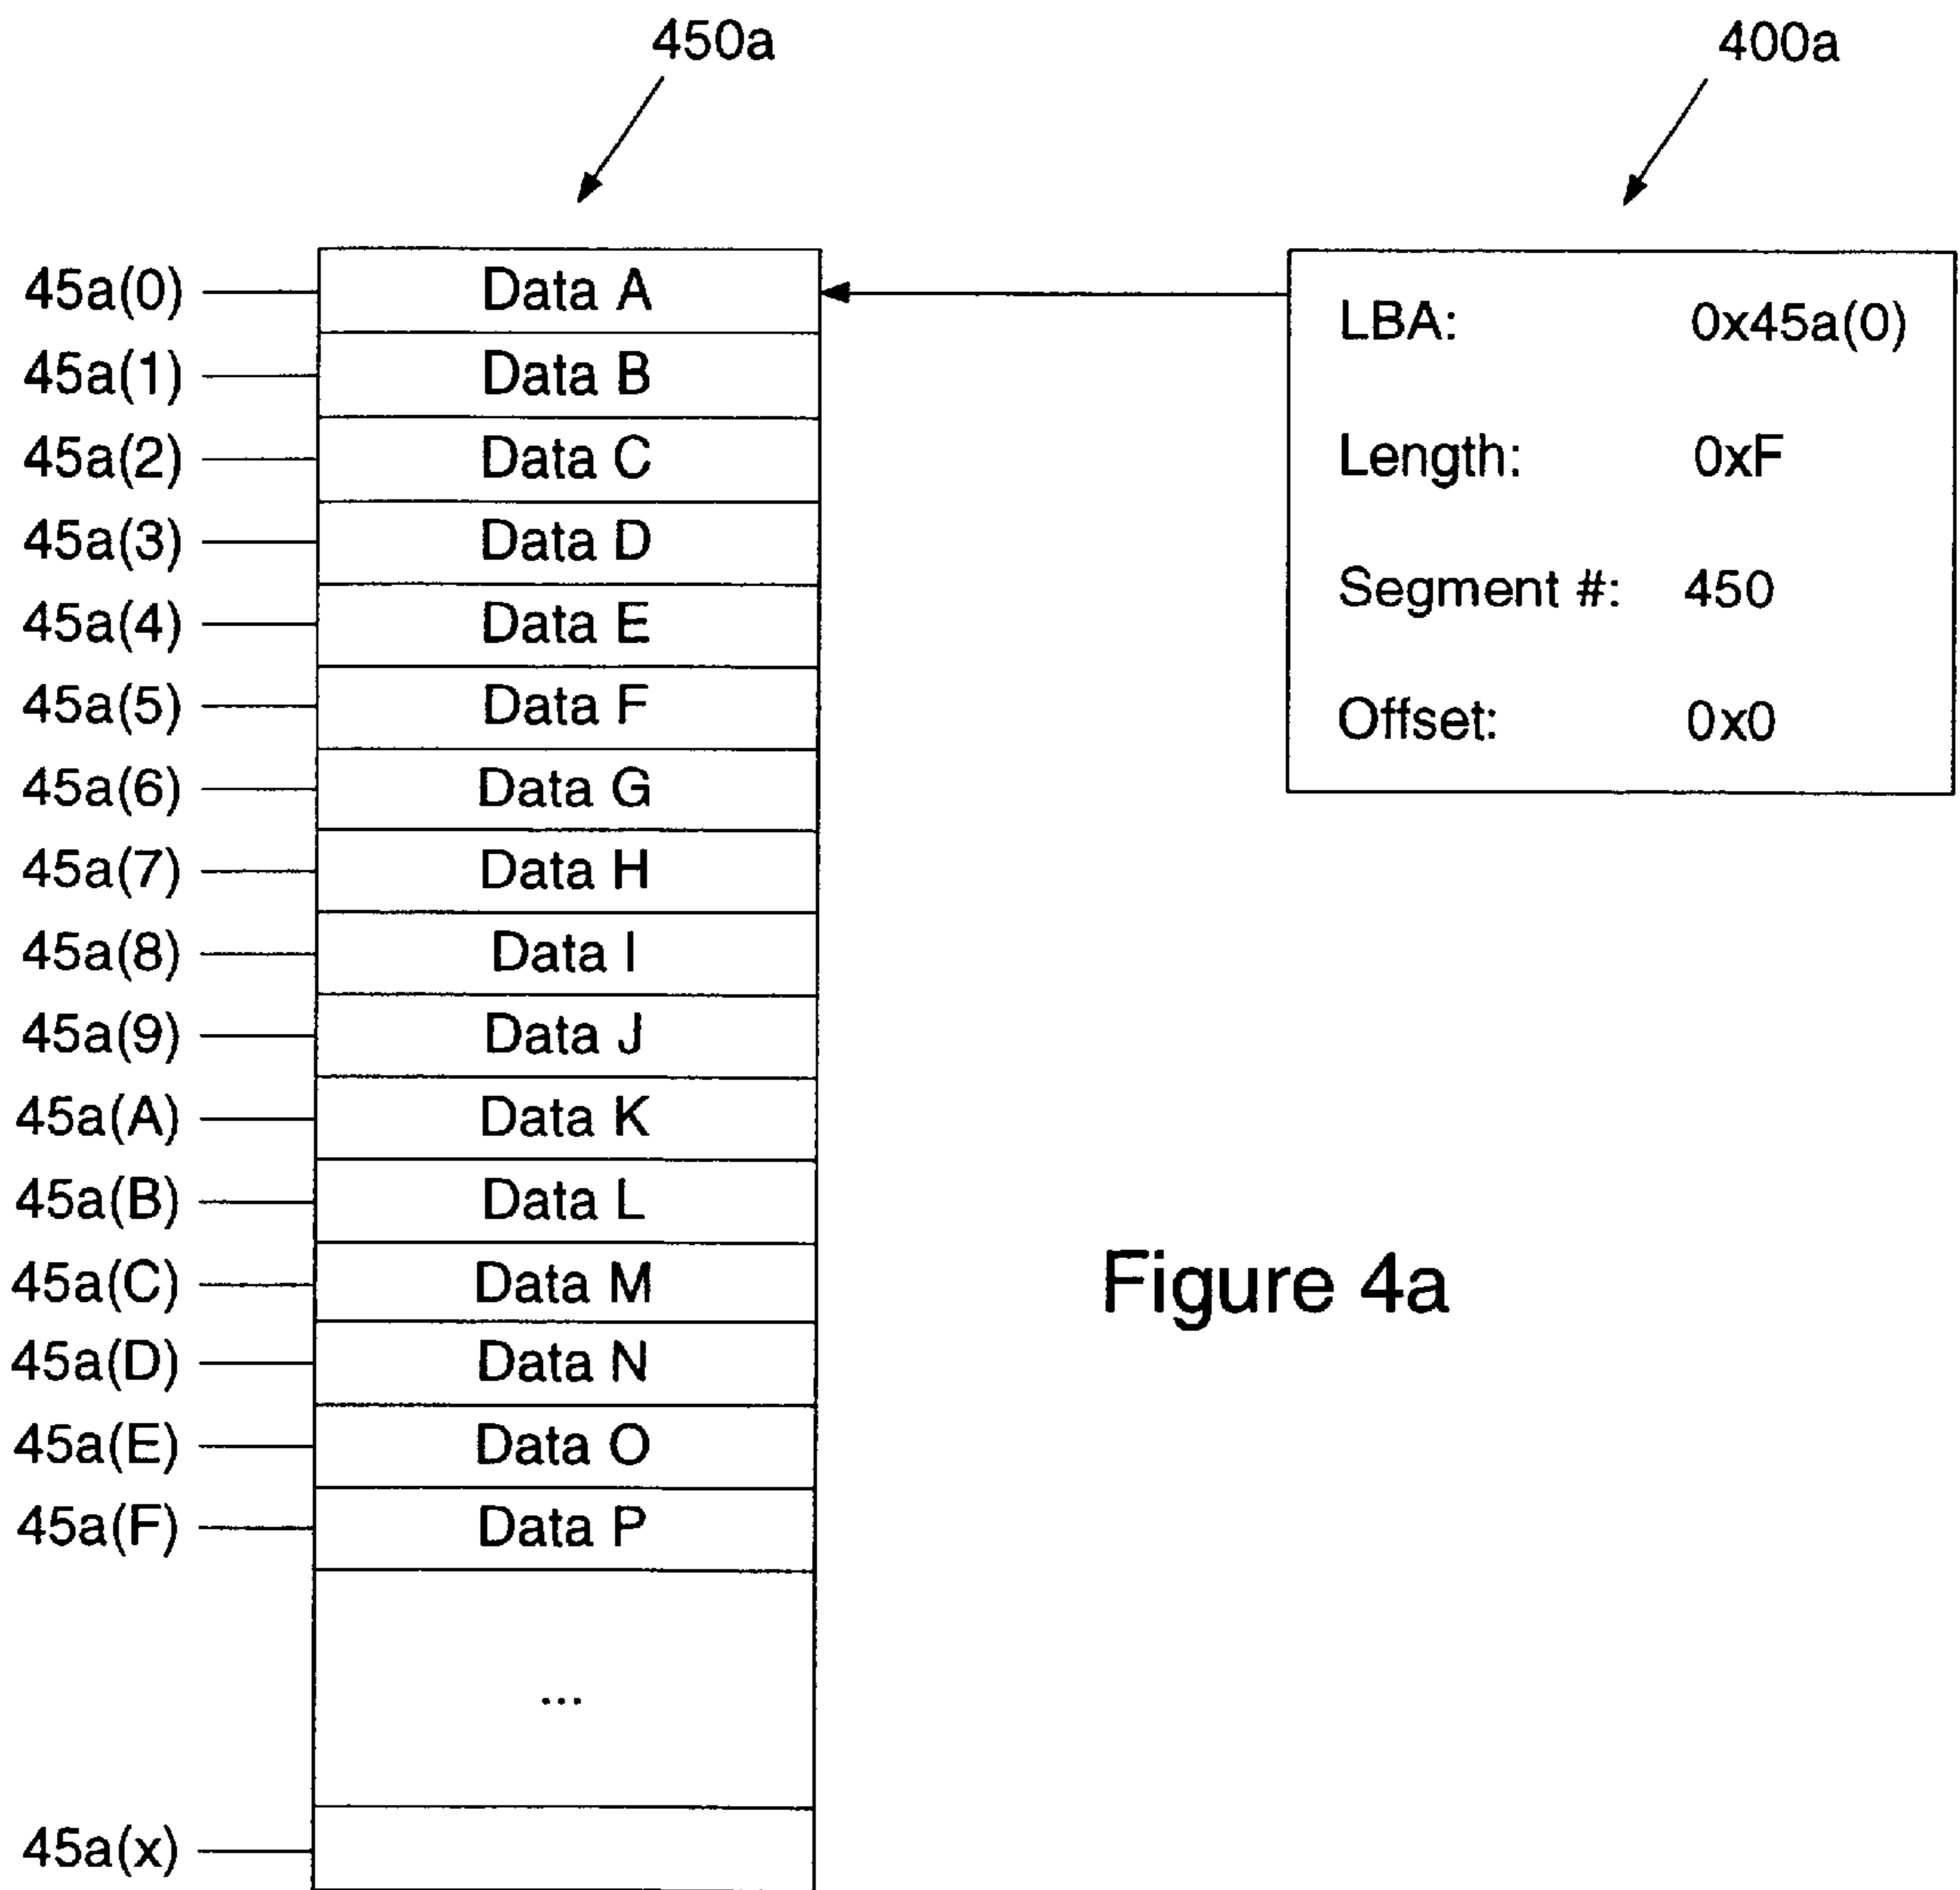 450a
400a
45a(0) Data A
45a(1) Data B
45a(2) Data C
45a(3) Data D
45a(4) Data E
45a(5) Data F
45a(6) Data G
45a(7) Data H
45a(8) Data I
45a(9) Data J
45a(A) Data K
45a(B) Data L
45a(C) Data M
45a(D) Data N
45a(E) Data O
45a(F) Data P
...
45a(x)
LBA: 0x45a(0)
Length: 0xF
Segment #: 450
Offset: 0x0
Figure 4a